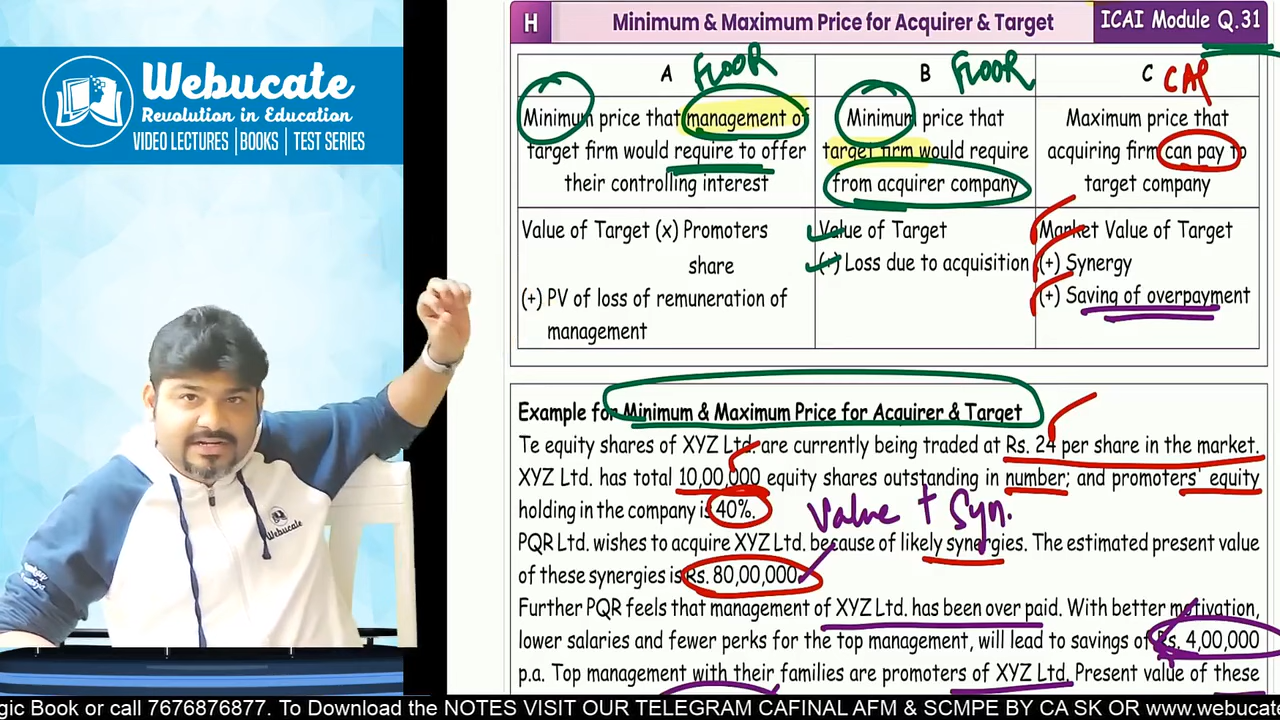 Webucate
Revolution in Education
VIDEO LECTURES | BOOKS | TEST SERIES
H
Minimum & Maximum Price for Acquirer & Target
ICAI Module Q.31
A FLOOR
B FLOOR
C CAP
Minimum price that management of
target firm would require to offer
their controlling interest
Minimum price that
target firm would require
from acquirer company
Maximum price that
acquiring firm can pay to
target company
Value of Target (x) Promoters
share
(+) PV of loss of remuneration of
management
Value of Target
(+) Loss due to acquisition
Market Value of Target
(+) Synergy
(+) Saving of overpayment
Example for Minimum & Maximum Price for Acquirer & Target
Te equity shares of XYZ Ltd. are currently being traded at Rs. 24 per share in the market.
XYZ Ltd. has total 10,00,000 equity shares outstanding in number; and promoters' equity
holding in the company is 40%.
Value + Syn.
PQR Ltd. wishes to acquire XYZ Ltd. because of likely synergies. The estimated present value
of these synergies is Rs. 80,00,000.
Further PQR feels that management of XYZ Ltd. has been over paid. With better motivation,
lower salaries and fewer perks for the top management, will lead to savings of Rs. 4,00,000
p.a. Top management with their families are promoters of XYZ Ltd. Present value of these
Webucate
gic Book or call 7676876877. To Download the NOTES VISIT OUR TELEGRAM CAFINAL AFM & SCMPE BY CA SK OR www.webucate